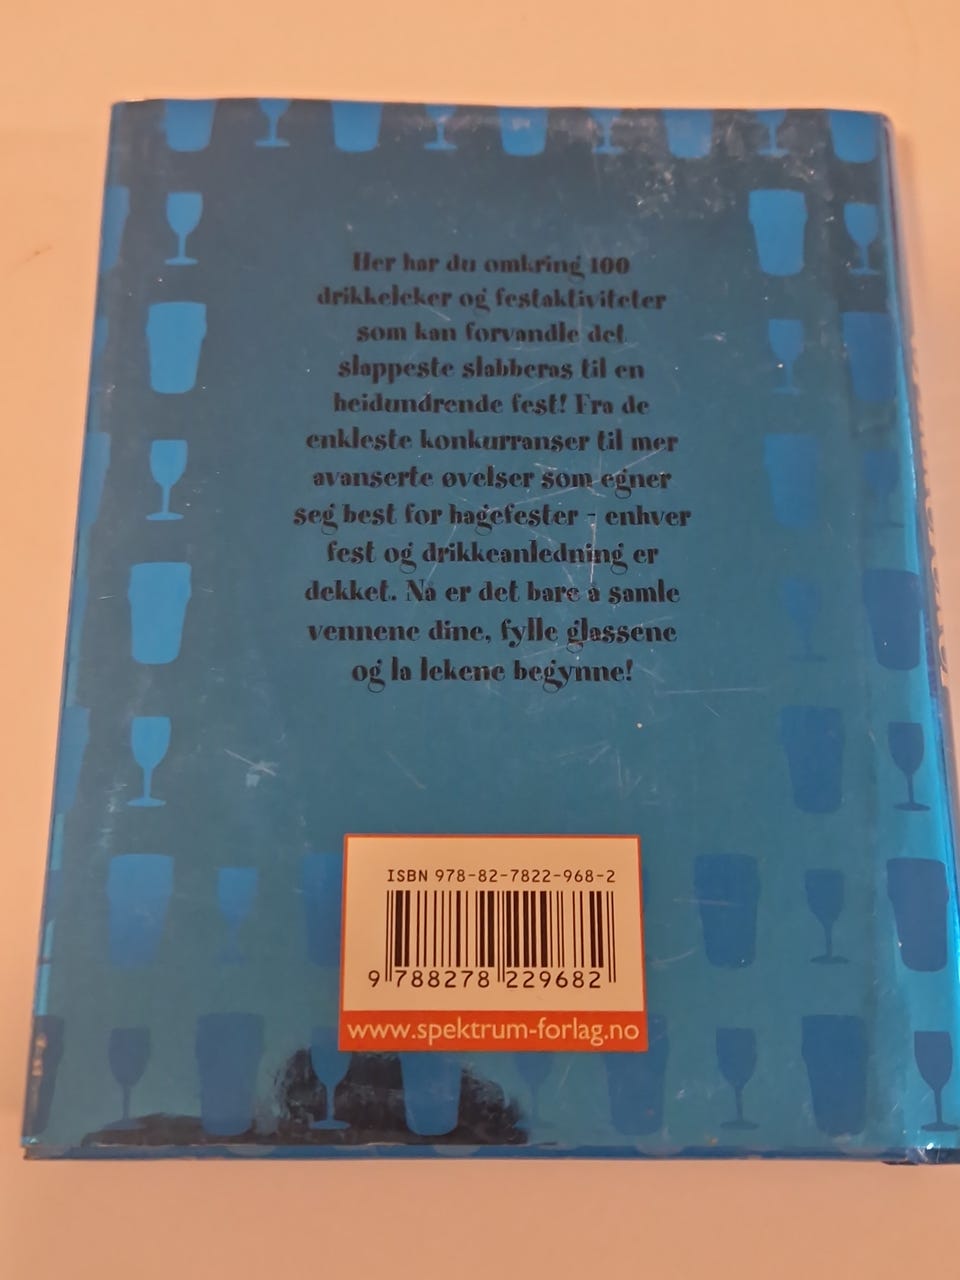 Her har du omkring 100
drikkeleker og festaktiviteter
som kan forvandle det
slappeste slabberas til en
heidundrende fest! Fra de
enkleste konkurranser til mer
avanserte øvelser som egner
seg best for hagefester - enhver
fest og drikkeanledning er
dekket. Nå er det bare å samle
vennene dine, fylle glassene
og la lekene begynne!
ISBN 978-82-7822-968-2
9 788278 229682
www.spektrum-forlag.no